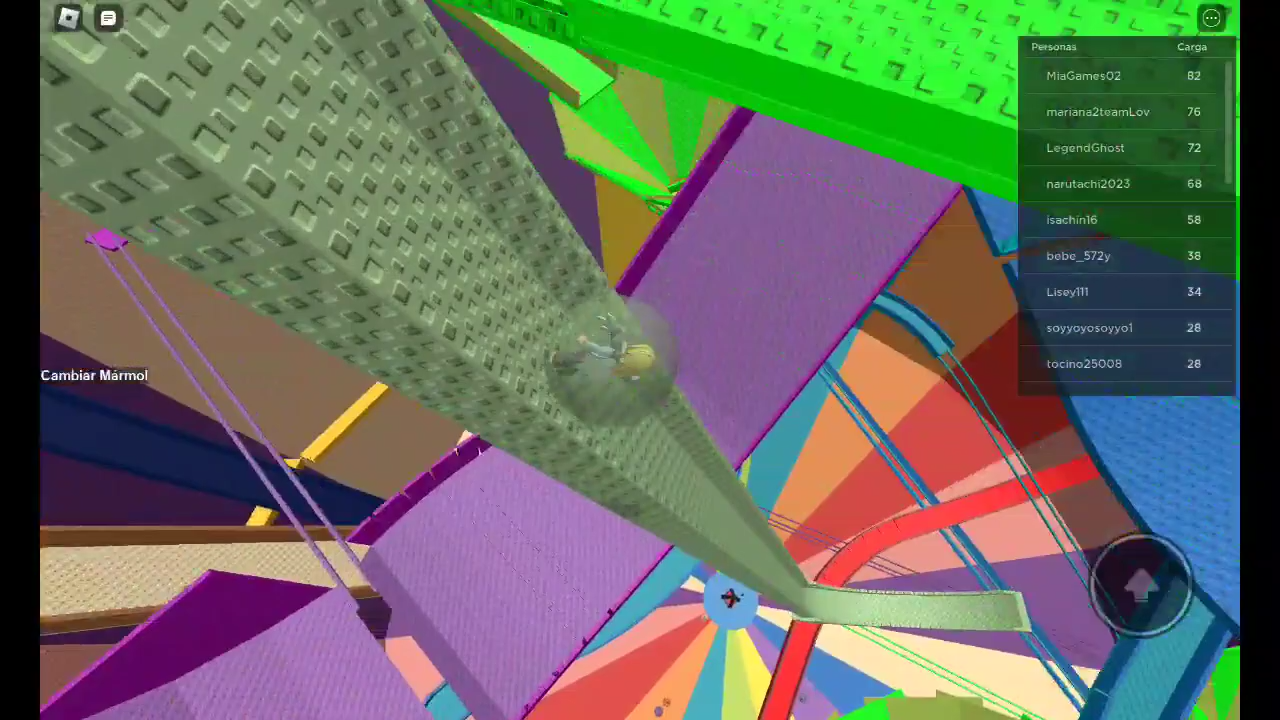 Personas Carga
MiaGames02 82
mariana2teamLov 76
LegendGhost 72
narutachi2023 68
isachin16 58
bebe_572y 38
Lisey111 34
soyyoyosoyyo1 28
tocino25008 28
Cambiar Mármol